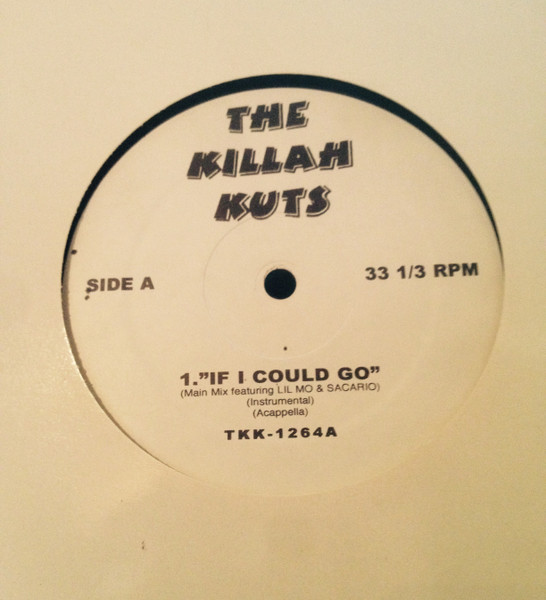 THE
KILLAH
KUTS
SIDE A
33 1/3 RPM
1."IF I COULD GO"
(Main Mix featuring LIL MO & SACARIO)
(Instrumental)
(Acappella)
TKK-1264A